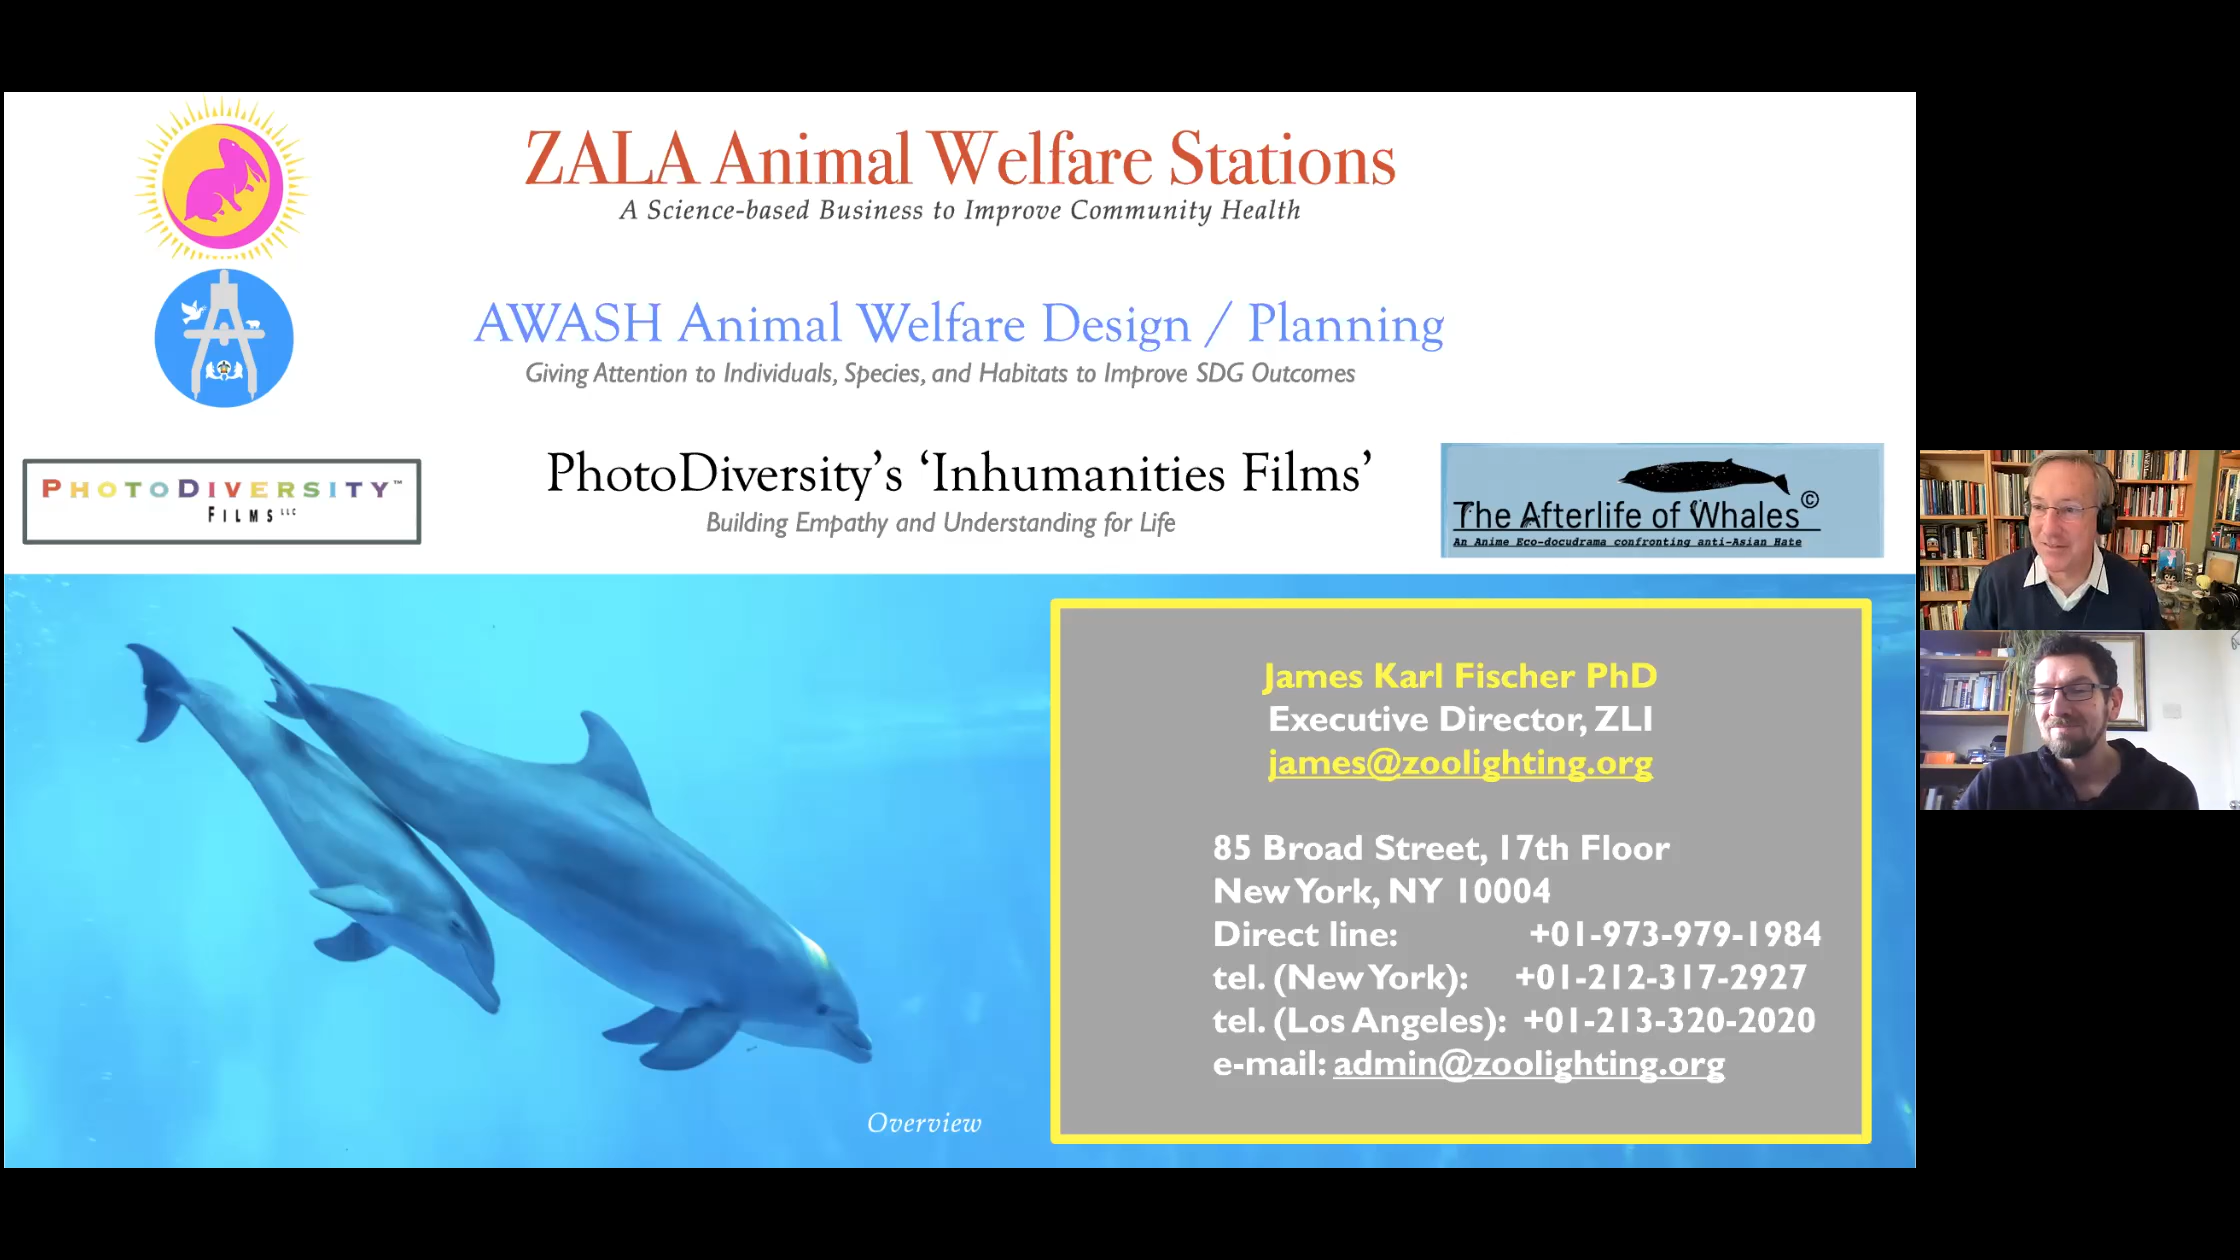 ZALA Animal Welfare Stations
A Science-based Business to Improve Community Health
AWASH Animal Welfare Design / Planning
Giving Attention to Individuals, Species, and Habitats to Improve SDG Outcomes
PHOTODIVERSITY™
FILMS LLC
PhotoDiversity’s ‘Inhumanities Films’
Building Empathy and Understanding for Life
The Afterlife of Whales©
An Anime Eco-docudrama confronting anti-Asian Hate
James Karl Fischer PhD
Executive Director, ZLI
james@zoolighting.org
85 Broad Street, 17th Floor
New York, NY 10004
Direct line: +01-973-979-1984
tel. (New York): +01-212-317-2927
tel. (Los Angeles): +01-213-320-2020
e-mail: admin@zoolighting.org
Overview